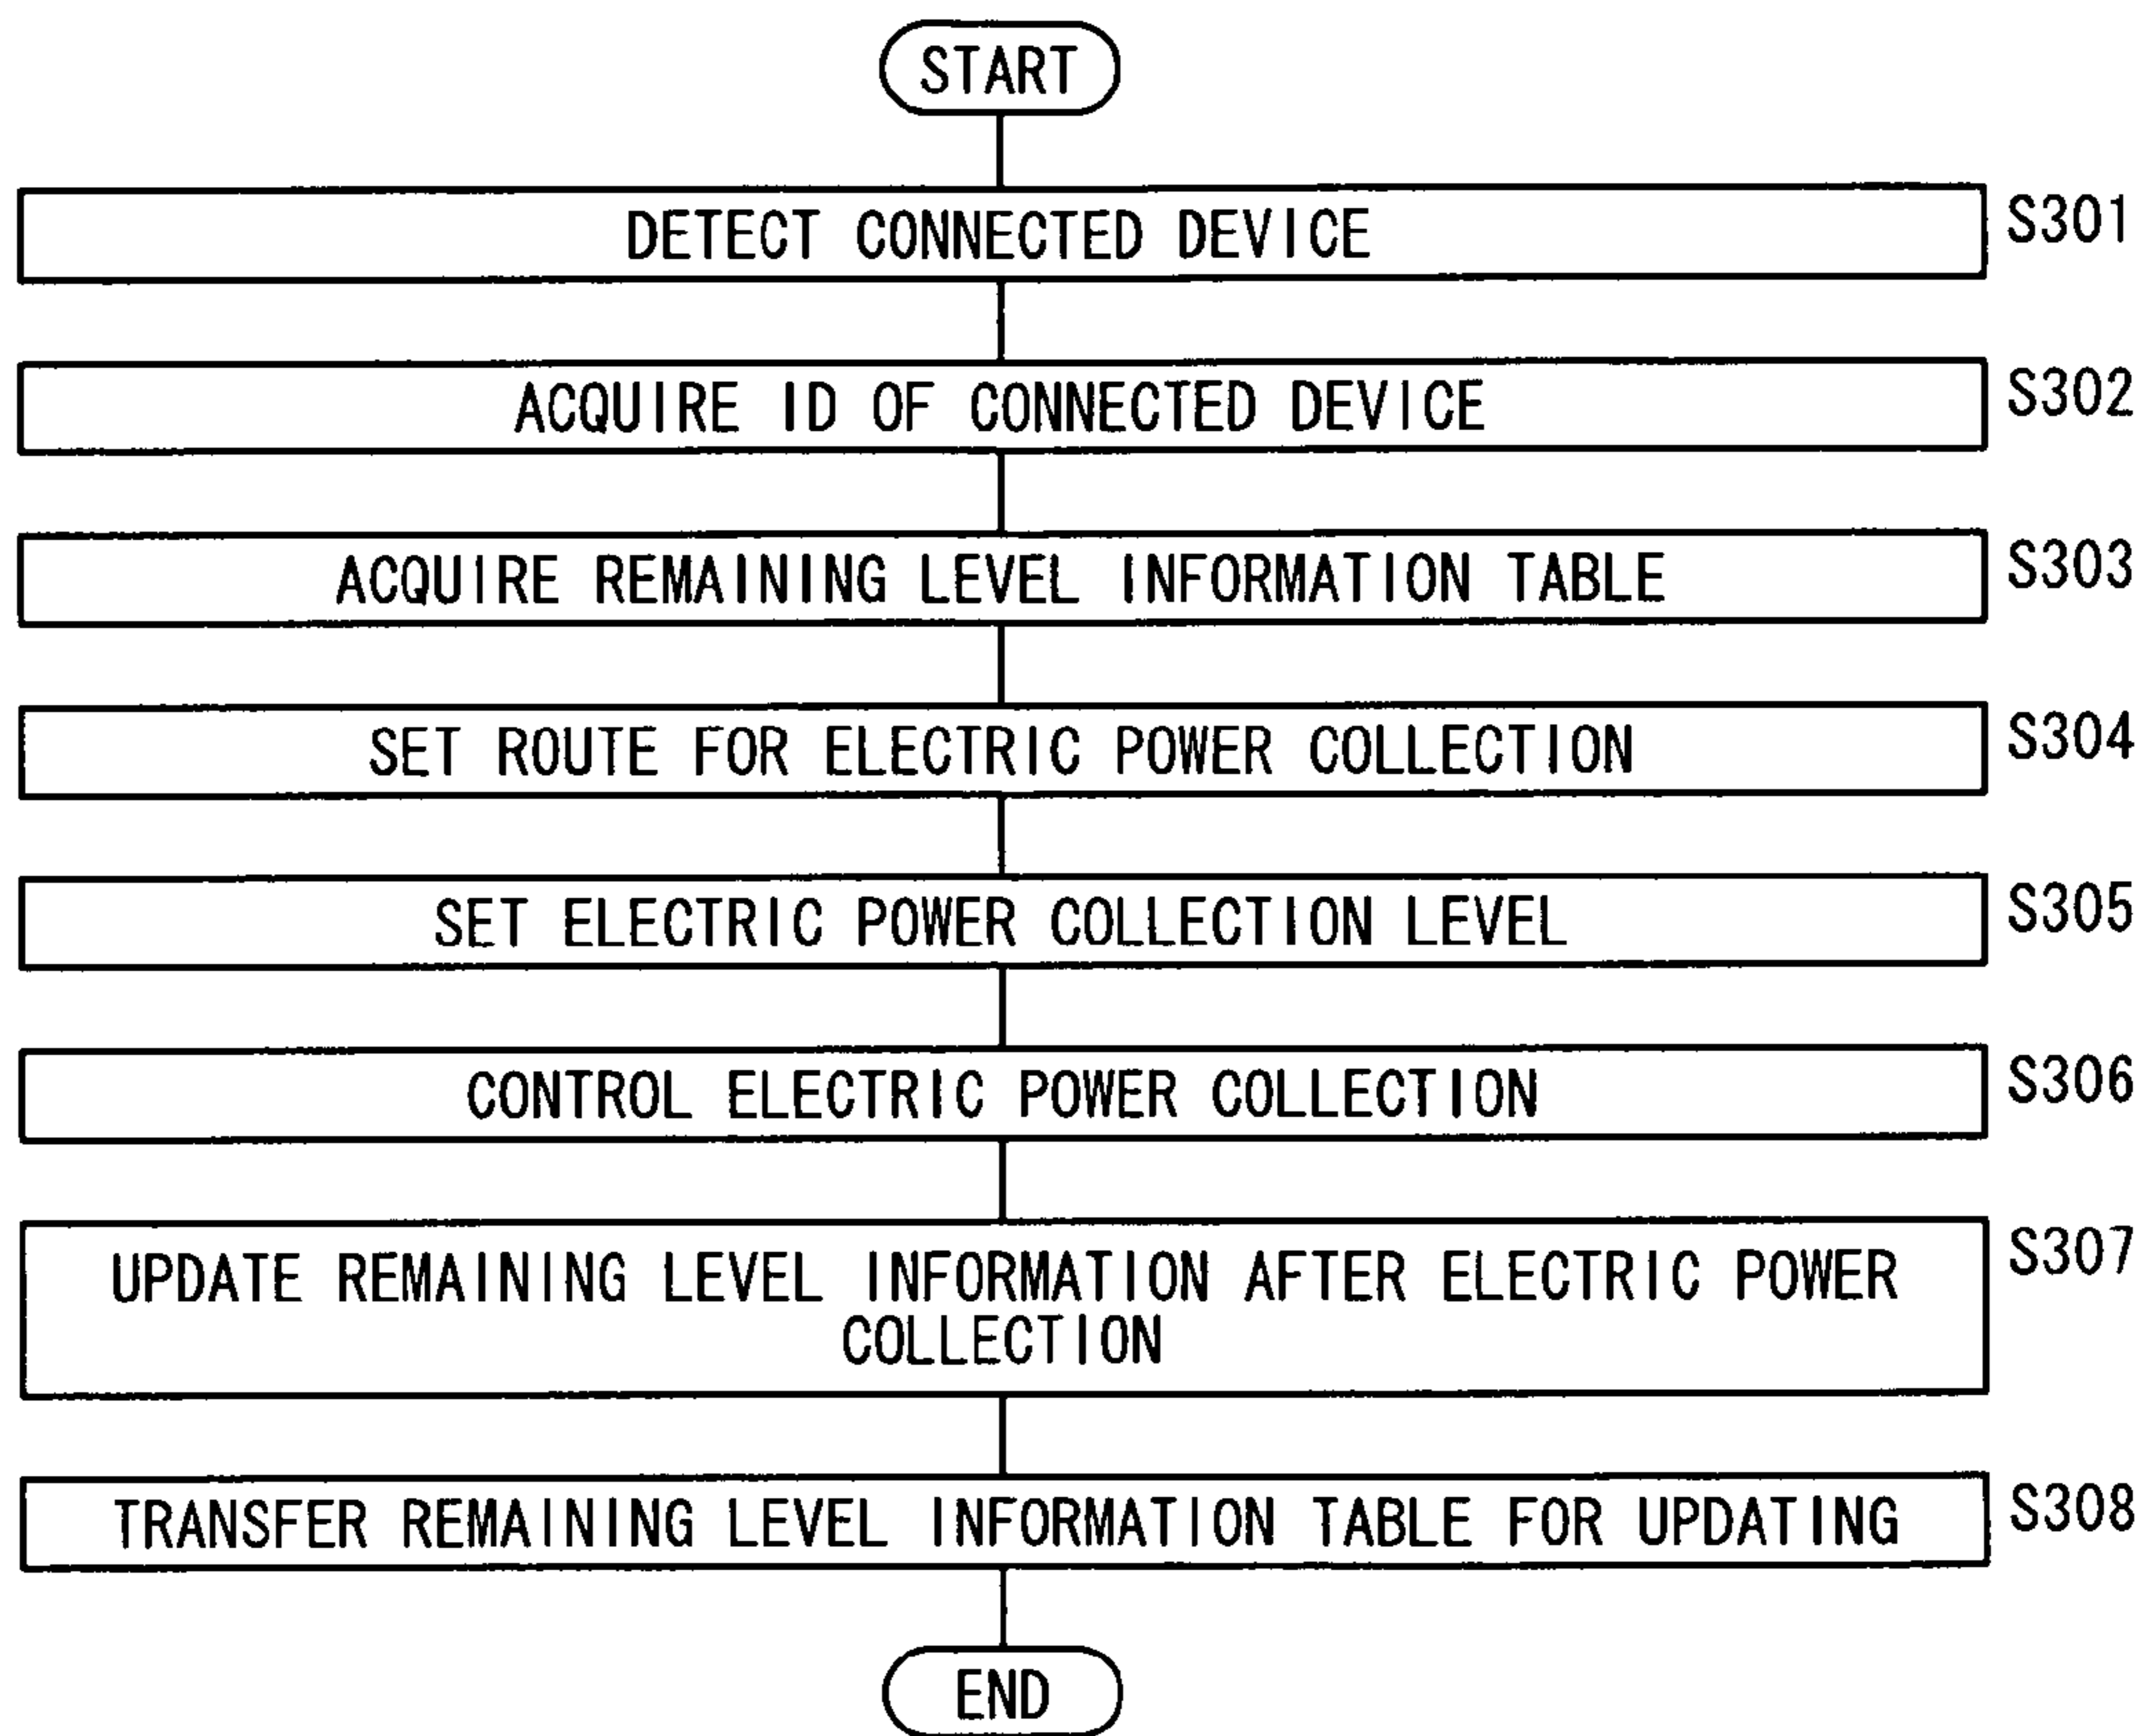 START
DETECT CONNECTED DEVICE S301
ACQUIRE ID OF CONNECTED DEVICE S302
ACQUIRE REMAINING LEVEL INFORMATION TABLE S303
SET ROUTE FOR ELECTRIC POWER COLLECTION S304
SET ELECTRIC POWER COLLECTION LEVEL S305
CONTROL ELECTRIC POWER COLLECTION S306
UPDATE REMAINING LEVEL INFORMATION AFTER ELECTRIC POWER S307
COLLECTION
TRANSFER REMAINING LEVEL INFORMATION TABLE FOR UPDATING S308
END